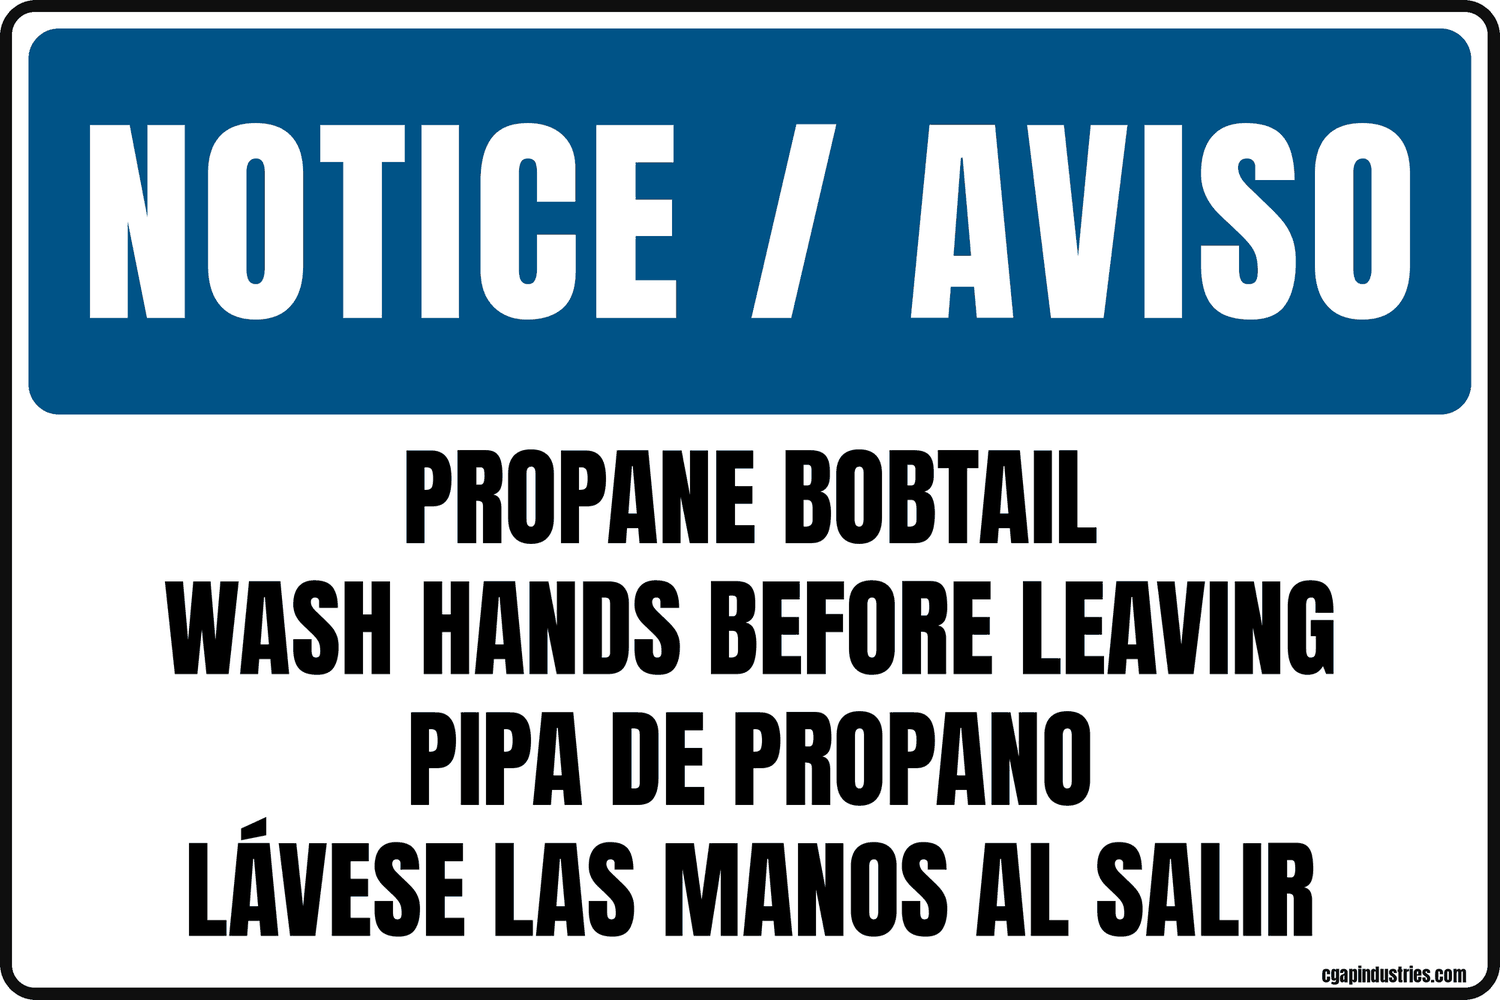 NOTICE / AVISO
PROPANE BOBTAIL
WASH HANDS BEFORE LEAVING
PIPA DE PROPANO
LÁVESE LAS MANOS AL SALIR
cgapindustries.com